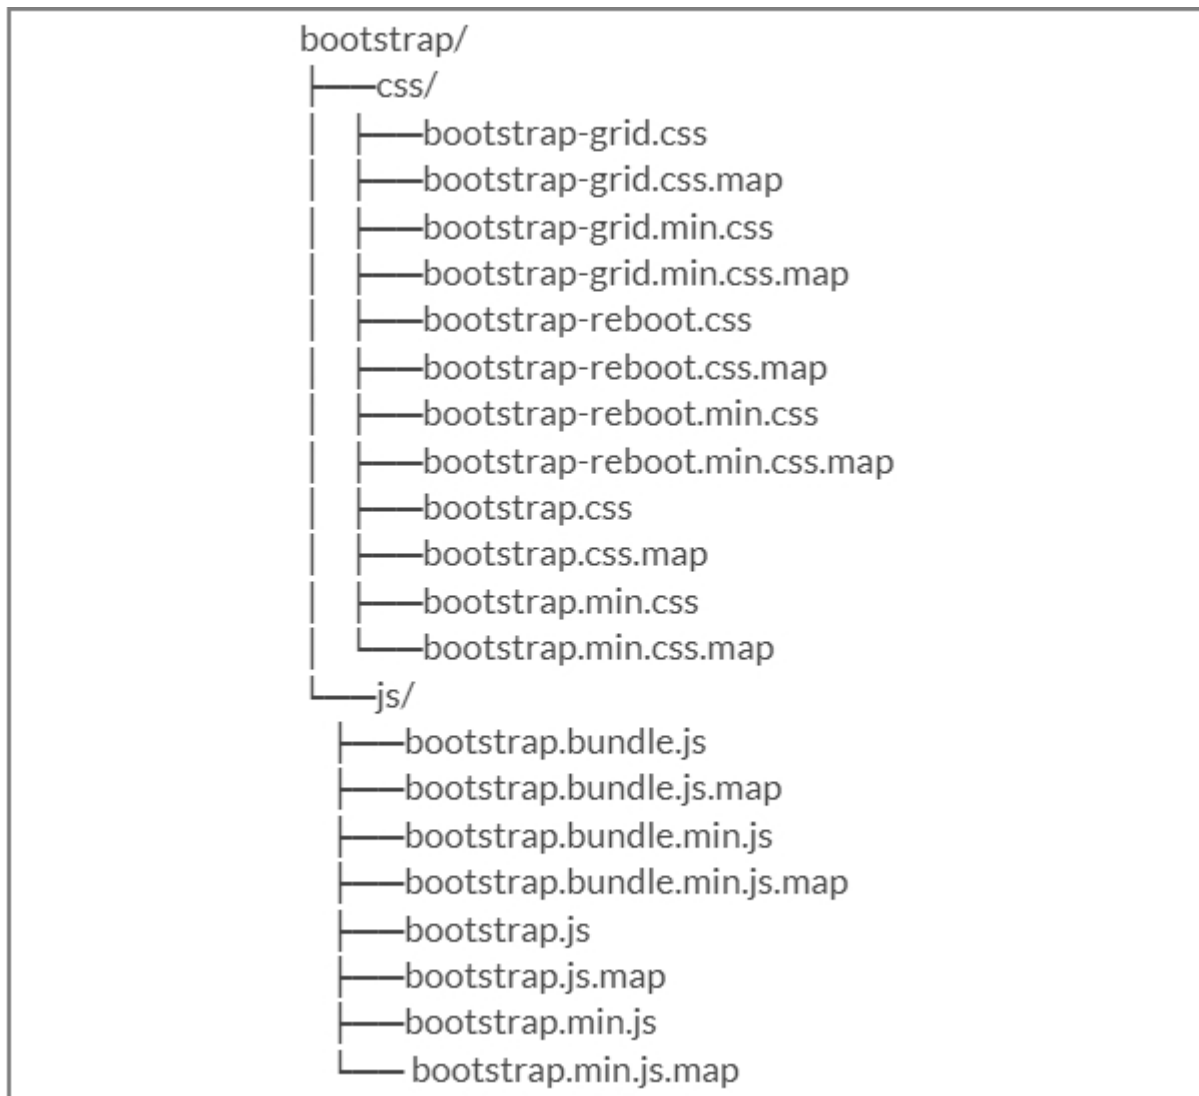 bootstrap/
├──css/
│ ├──bootstrap-grid.css
│ ├──bootstrap-grid.css.map
│ ├──bootstrap-grid.min.css
│ ├──bootstrap-grid.min.css.map
│ ├──bootstrap-reboot.css
│ ├──bootstrap-reboot.css.map
│ ├──bootstrap-reboot.min.css
│ ├──bootstrap-reboot.min.css.map
│ ├──bootstrap.css
│ ├──bootstrap.css.map
│ ├──bootstrap.min.css
│ └──bootstrap.min.css.map
└──js/
├──bootstrap.bundle.js
├──bootstrap.bundle.js.map
├──bootstrap.bundle.min.js
├──bootstrap.bundle.min.js.map
├──bootstrap.js
├──bootstrap.js.map
├──bootstrap.min.js
└── bootstrap.min.js.map